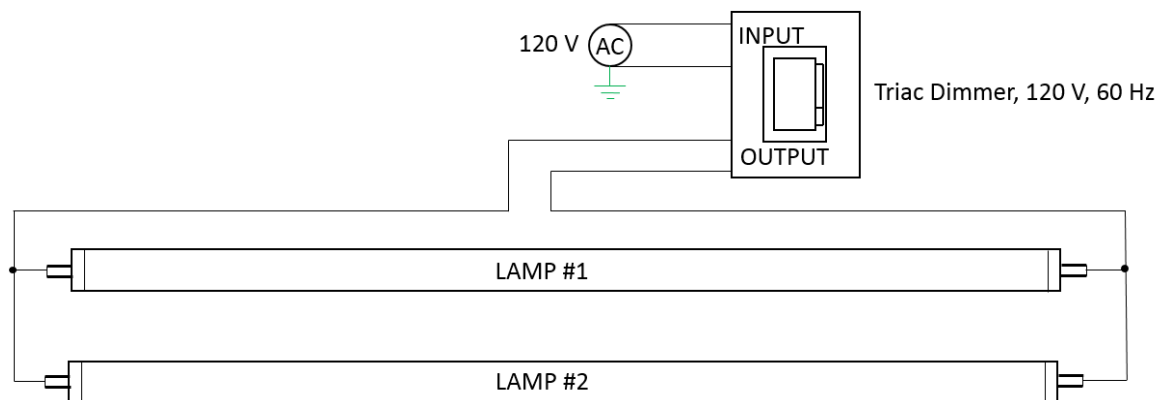 120 V
AC
INPUT
Triac Dimmer, 120 V, 60 Hz
OUTPUT
LAMP #1
LAMP #2